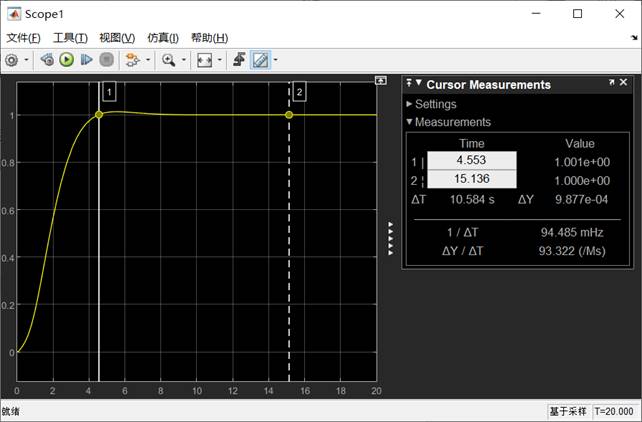 Scope1
文件(F) 工具(T) 视图(V) 仿真(I) 帮助(H)
1 2
1
0.8
0.6
0.4
0.2
0
0 2 4 6 8 10 12 14 16 18 20
Cursor Measurements
Settings
Measurements
Time Value
1 | 4.553 1.001e+00
2 ¦ 15.136 1.000e+00
ΔT 10.584 s ΔY 9.877e-04
1 / ΔT 94.485 mHz
ΔY / ΔT 93.322 (/Ms)
就绪 基于采样 T=20.000